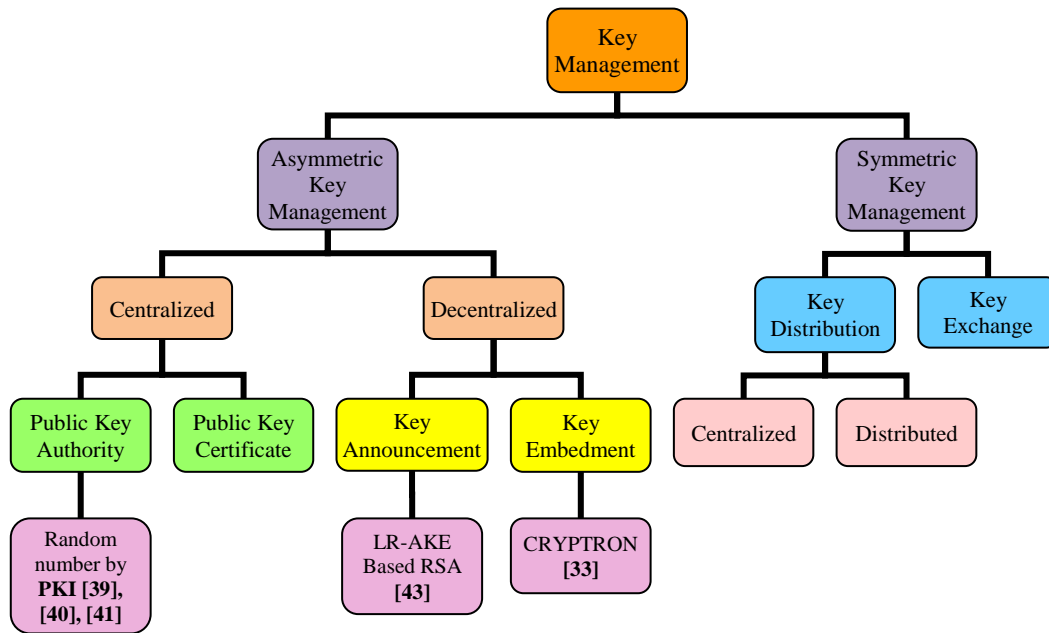 Key
Management
Asymmetric
Key
Management
Symmetric
Key
Management
Centralized
Decentralized
Key
Distribution
Key
Exchange
Public Key
Authority
Public Key
Certificate
Key
Announcement
Key
Embedment
Centralized
Distributed
Random
number by
PKI [39],
[40], [41]
LR-AKE
Based RSA
[43]
CRYPTRON
[33]